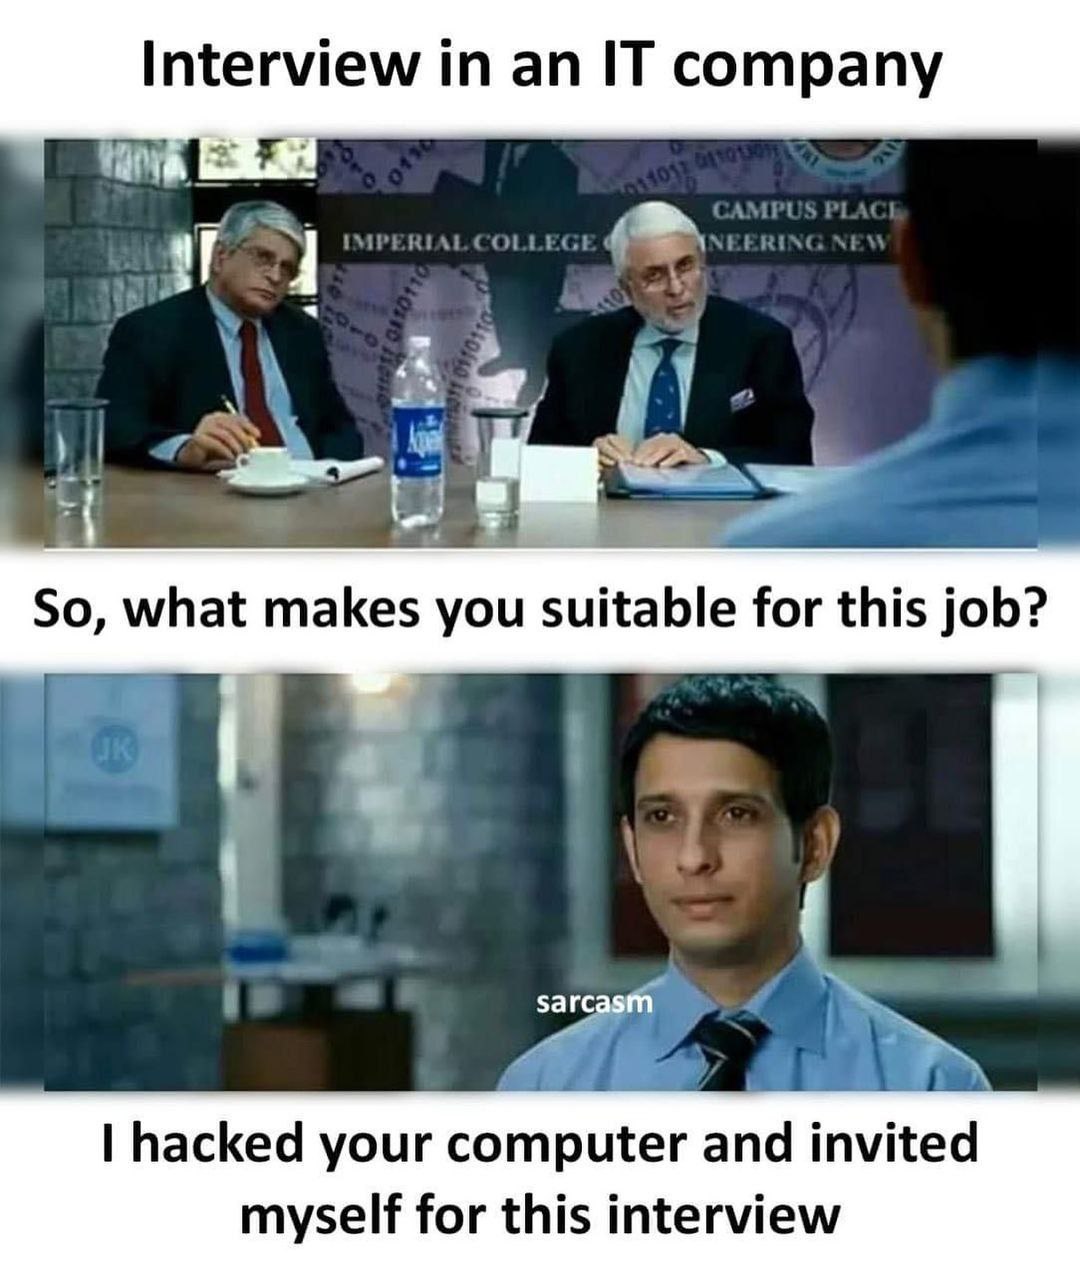 Interview in an IT company
CAMPUS PLACE
IMPERIAL COLLEGE
NEERING NEW
So, what makes you suitable for this job?
JK
sarcasm
I hacked your computer and invited
myself for this interview